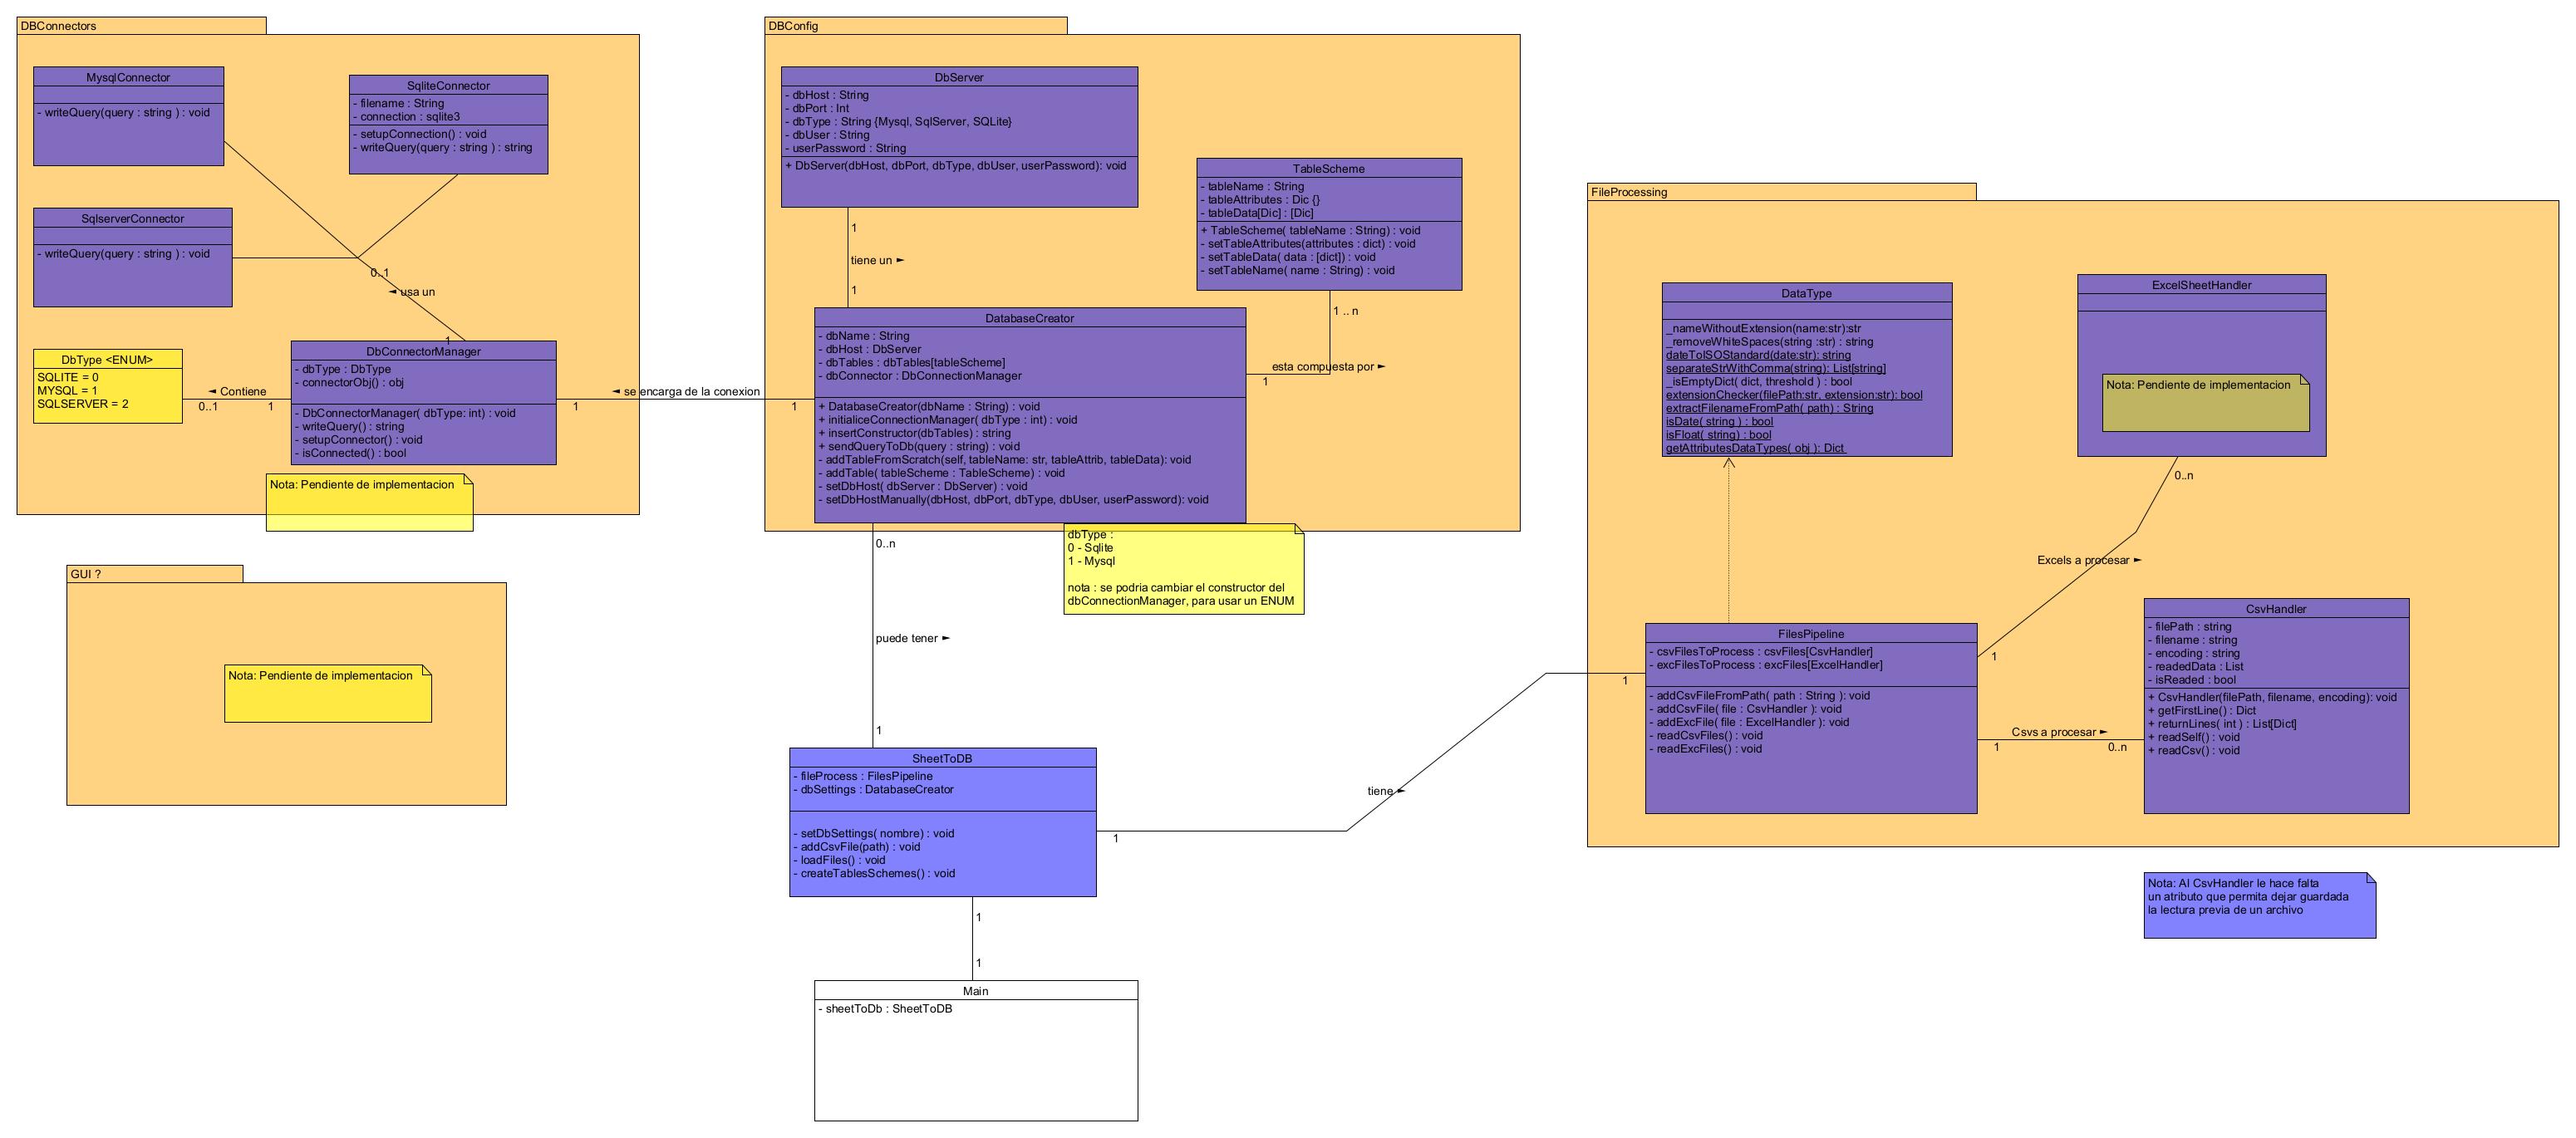 DBConnectors
MysqlConnector
- writeQuery(query : string ) : void
SqliteConnector
- filename : String
- connection : sqlite3
- setupConnection() : void
- writeQuery(query : string ) : string
SqlserverConnector
- writeQuery(query : string ) : void
0..1
◄ usa un
1
DbType <ENUM>
SQLITE = 0
MYSQL = 1
SQLSERVER = 2
◄ Contiene
0..1
1
DbConnectorManager
- dbType : DbType
- connectorObj() : obj
- DbConnectorManager( dbType: int) : void
- writeQuery() : string
- setupConnector() : void
- isConnected() : bool
Nota: Pendiente de implementacion
1
◄ se encarga de la conexion
1
DBConfig
DbServer
- dbHost : String
- dbPort : Int
- dbType : String {Mysql, SqlServer, SQLite}
- dbUser : String
- userPassword : String
+ DbServer(dbHost, dbPort, dbType, dbUser, userPassword): void
1
tiene un ►
1
TableScheme
- tableName : String
- tableAttributes : Dic {}
- tableData[Dic] : [Dic]
+ TableScheme( tableName : String) : void
- setTableAttributes(attributes : dict) : void
- setTableData( data : [dict]) : void
- setTableName( name : String) : void
1 .. n
esta compuesta por ►
1
DatabaseCreator
- dbName : String
- dbHost : DbServer
- dbTables : dbTables[tableScheme]
- dbConnector : DbConnectionManager
+ DatabaseCreator(dbName : String) : void
+ initialiceConnectionManager( dbType : int) : void
+ insertConstructor(dbTables) : string
+ sendQueryToDb(query : string) : void
- addTableFromScratch(self, tableName: str, tableAttrib, tableData): void
- addTable( tableScheme : TableScheme) : void
- setDbHost( dbServer : DbServer) : void
- setDbHostManually(dbHost, dbPort, dbType, dbUser, userPassword): void
dbType :
0 - Sqlite
1 - Mysql
nota : se podria cambiar el constructor del
dbConnectionManager, para usar un ENUM
0..n
puede tener ►
1
GUI ?
Nota: Pendiente de implementacion
SheetToDB
- fileProcess : FilesPipeline
- dbSettings : DatabaseCreator
- setDbSettings( nombre) : void
- addCsvFile(path) : void
- loadFiles() : void
- createTablesSchemes() : void
1
tiene ►
1
1
1
Main
- sheetToDb : SheetToDB
FileProcessing
DataType
_nameWithoutExtension(name:str):str
_removeWhiteSpaces(string :str) : string
dateToISOStandard(date:str): string
separateStrWithComma(string): List[string]
_isEmptyDict( dict, threshold ) : bool
extensionChecker(filePath:str, extension:str): bool
extractFilenameFromPath( path) : String
isDate( string ) : bool
isFloat( string) : bool
getAttributesDataTypes( obj ): Dict
ExcelSheetHandler
Nota: Pendiente de implementacion
0..n
Excels a procesar ►
1
FilesPipeline
- csvFilesToProcess : csvFiles[CsvHandler]
- excFilesToProcess : excFiles[ExcelHandler]
- addCsvFileFromPath( path : String ): void
- addCsvFile( file : CsvHandler ): void
- addExcFile( file : ExcelHandler ): void
- readCsvFiles() : void
- readExcFiles() : void
Csvs a procesar ►
1
0..n
CsvHandler
- filePath : string
- filename : string
- encoding : string
- readedData : List
- isReaded : bool
+ CsvHandler(filePath, filename, encoding): void
+ getFirstLine() : Dict
+ returnLines( int ) : List[Dict]
+ readSelf() : void
+ readCsv() : void
Nota: Al CsvHandler le hace falta
un atributo que permita dejar guardada
la lectura previa de un archivo